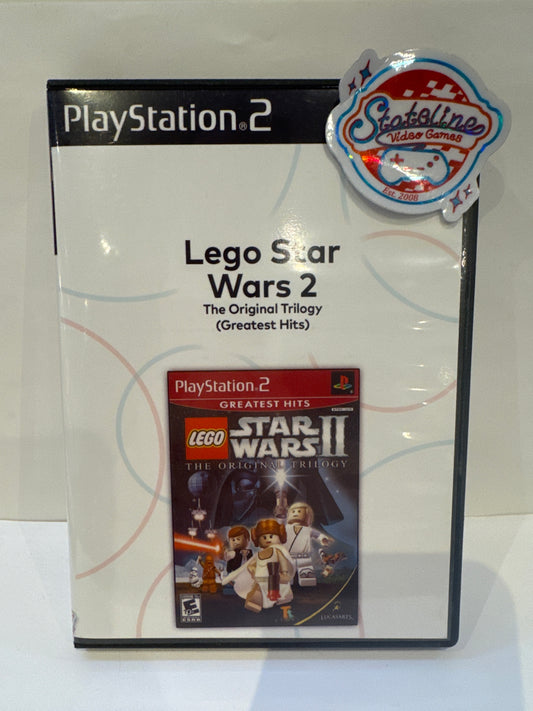 PlayStation®2
Stateline
Video Games
Est. 2008
Lego Star
Wars 2
The Original Trilogy
(Greatest Hits)
PlayStation®2
GREATEST HITS
LEGO STAR
WARS II
THE ORIGINAL TRILOGY
E
ESRB
LUCASARTS